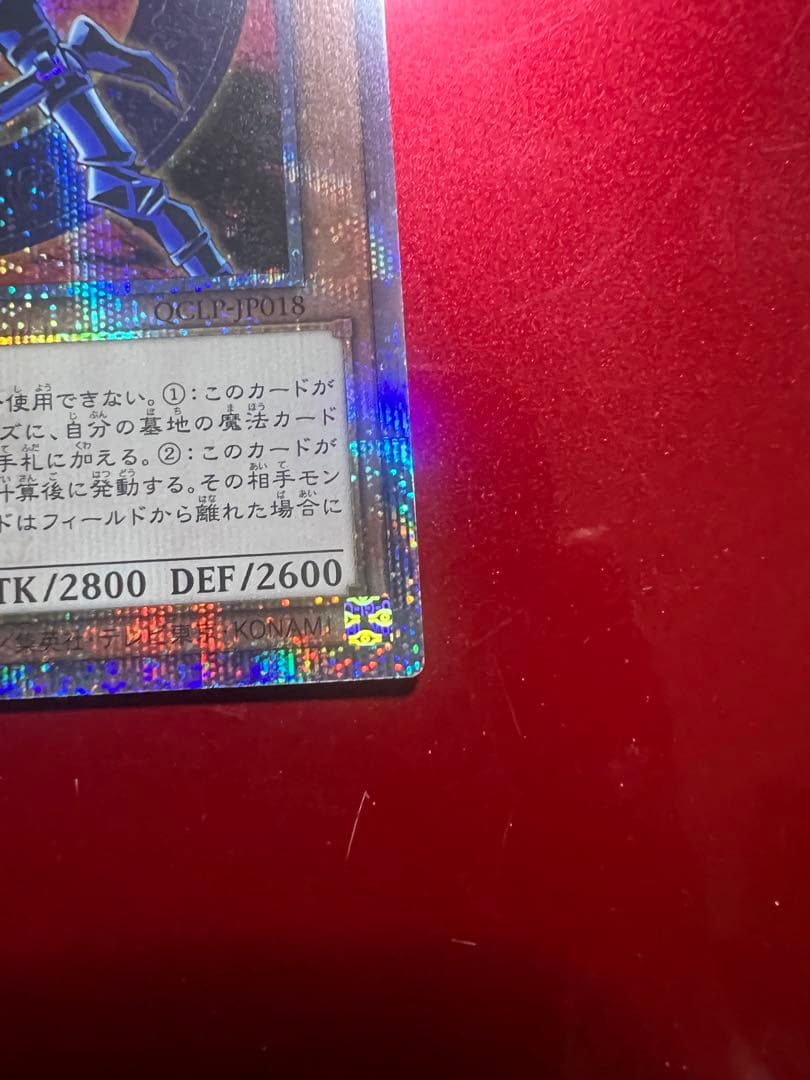 QCLP-JP018
使用できない。①：このカードが
ズに、自分の墓地の魔法カード
手札に加える。②：このカードが
計算後に発動する。その相手モン
ドはフィールドから離れた場合に
TK/2800 DEF/2600
集英社・テレビ東京・KONAMI